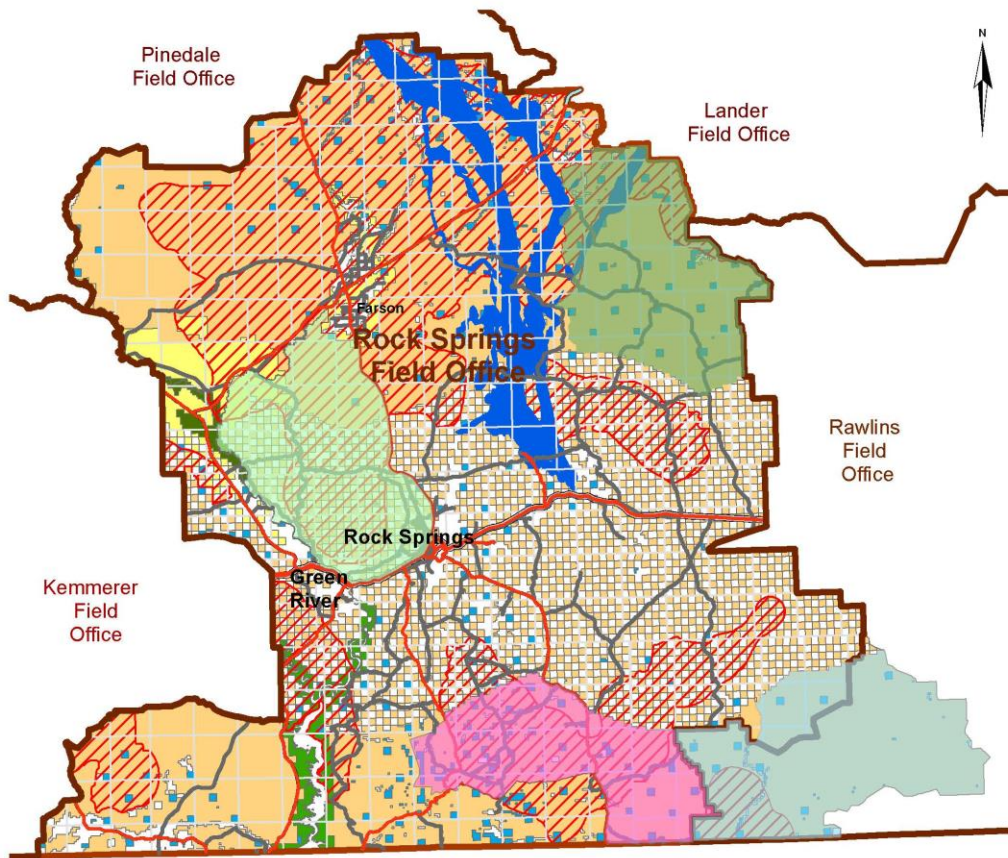 N
Pinedale
Field Office
Lander
Field Office
Farson
Rock Springs
Field Office
Rawlins
Field
Office
Rock Springs
Green
River
Kemmerer
Field
Office